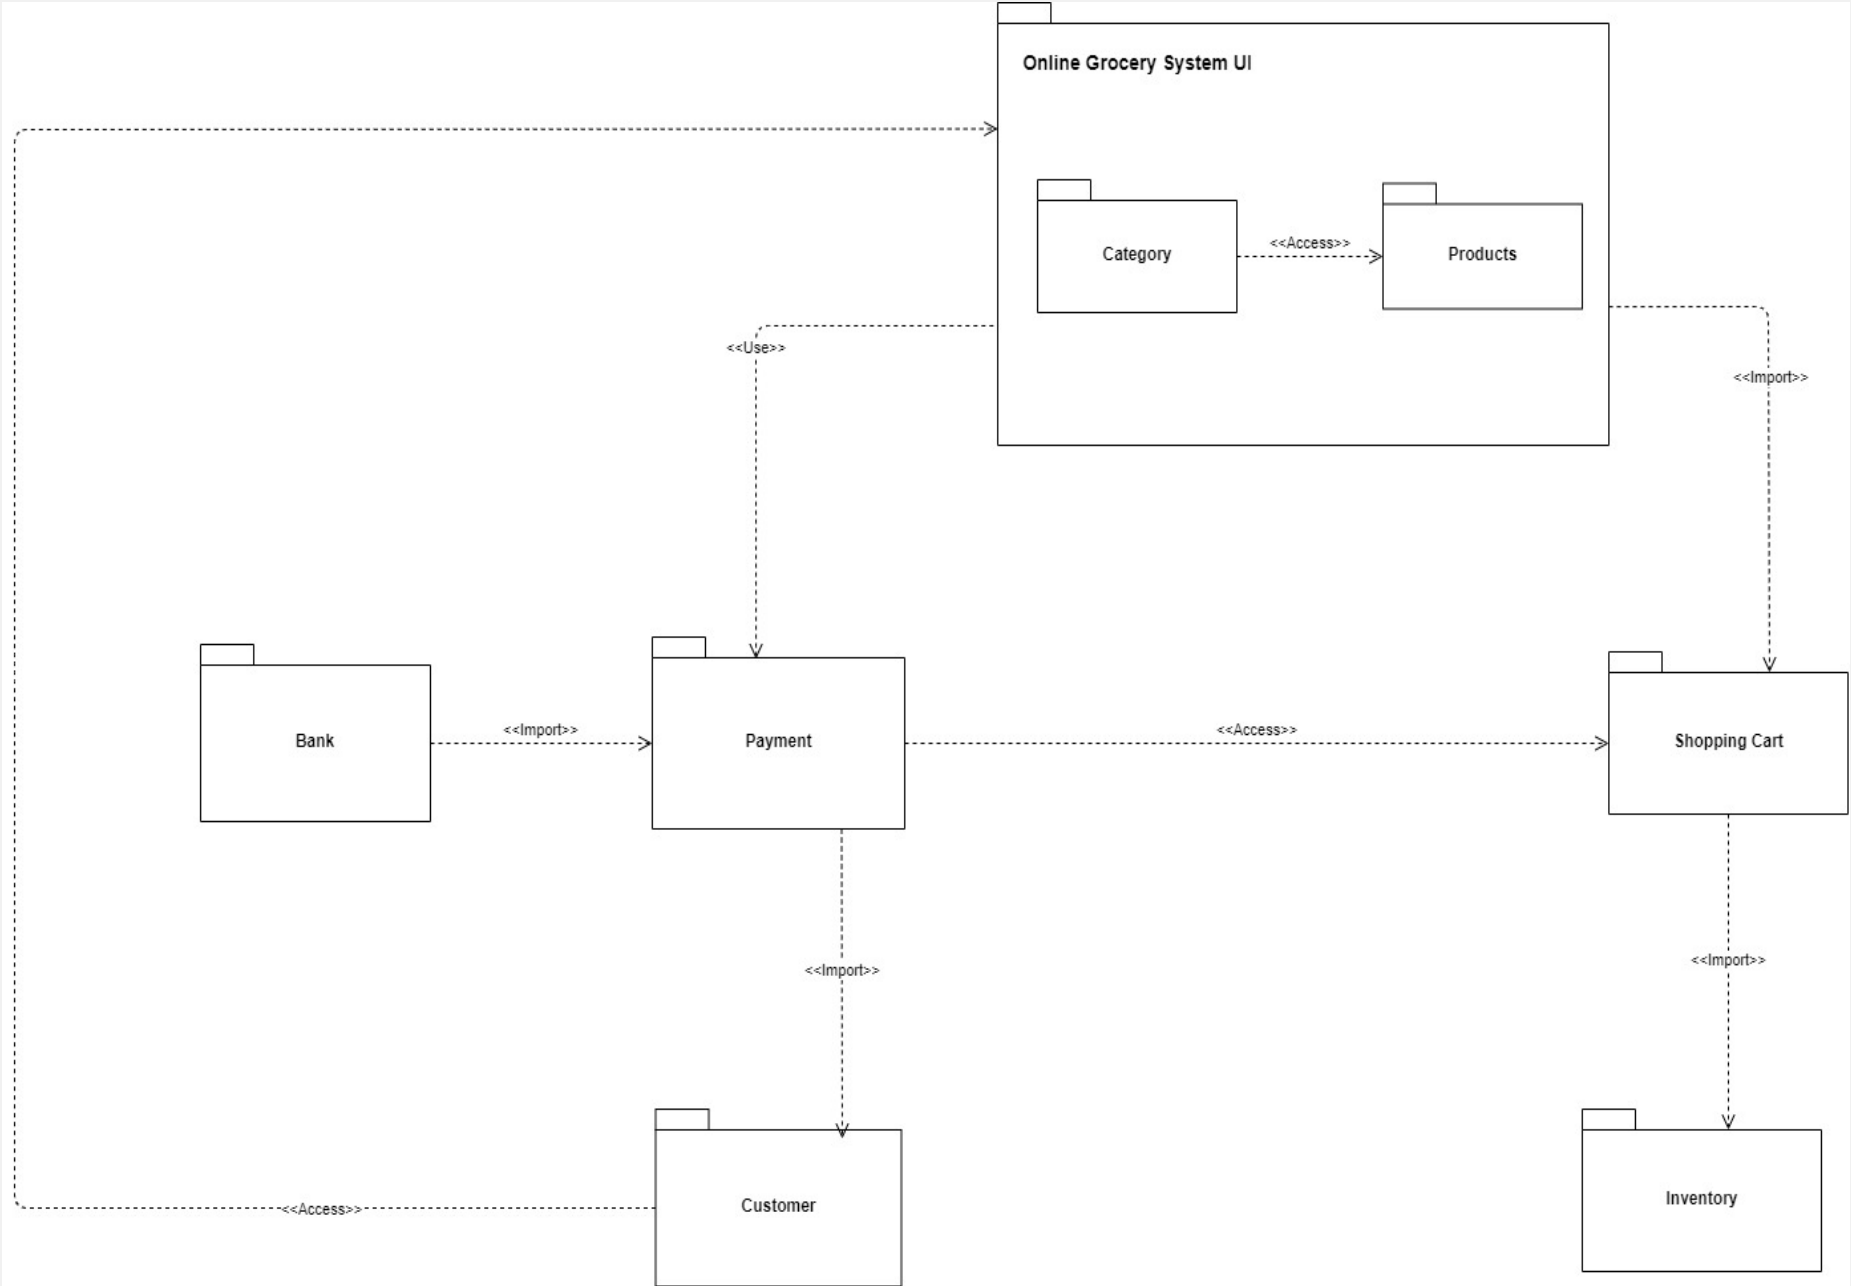 Online Grocery System UI
<<Access>>
Category
Products
<<Use>>
<<Import>>
<<Import>>
<<Access>>
Bank
Payment
Shopping Cart
<<Import>>
<<Import>>
Inventory
Customer
<<Access>>